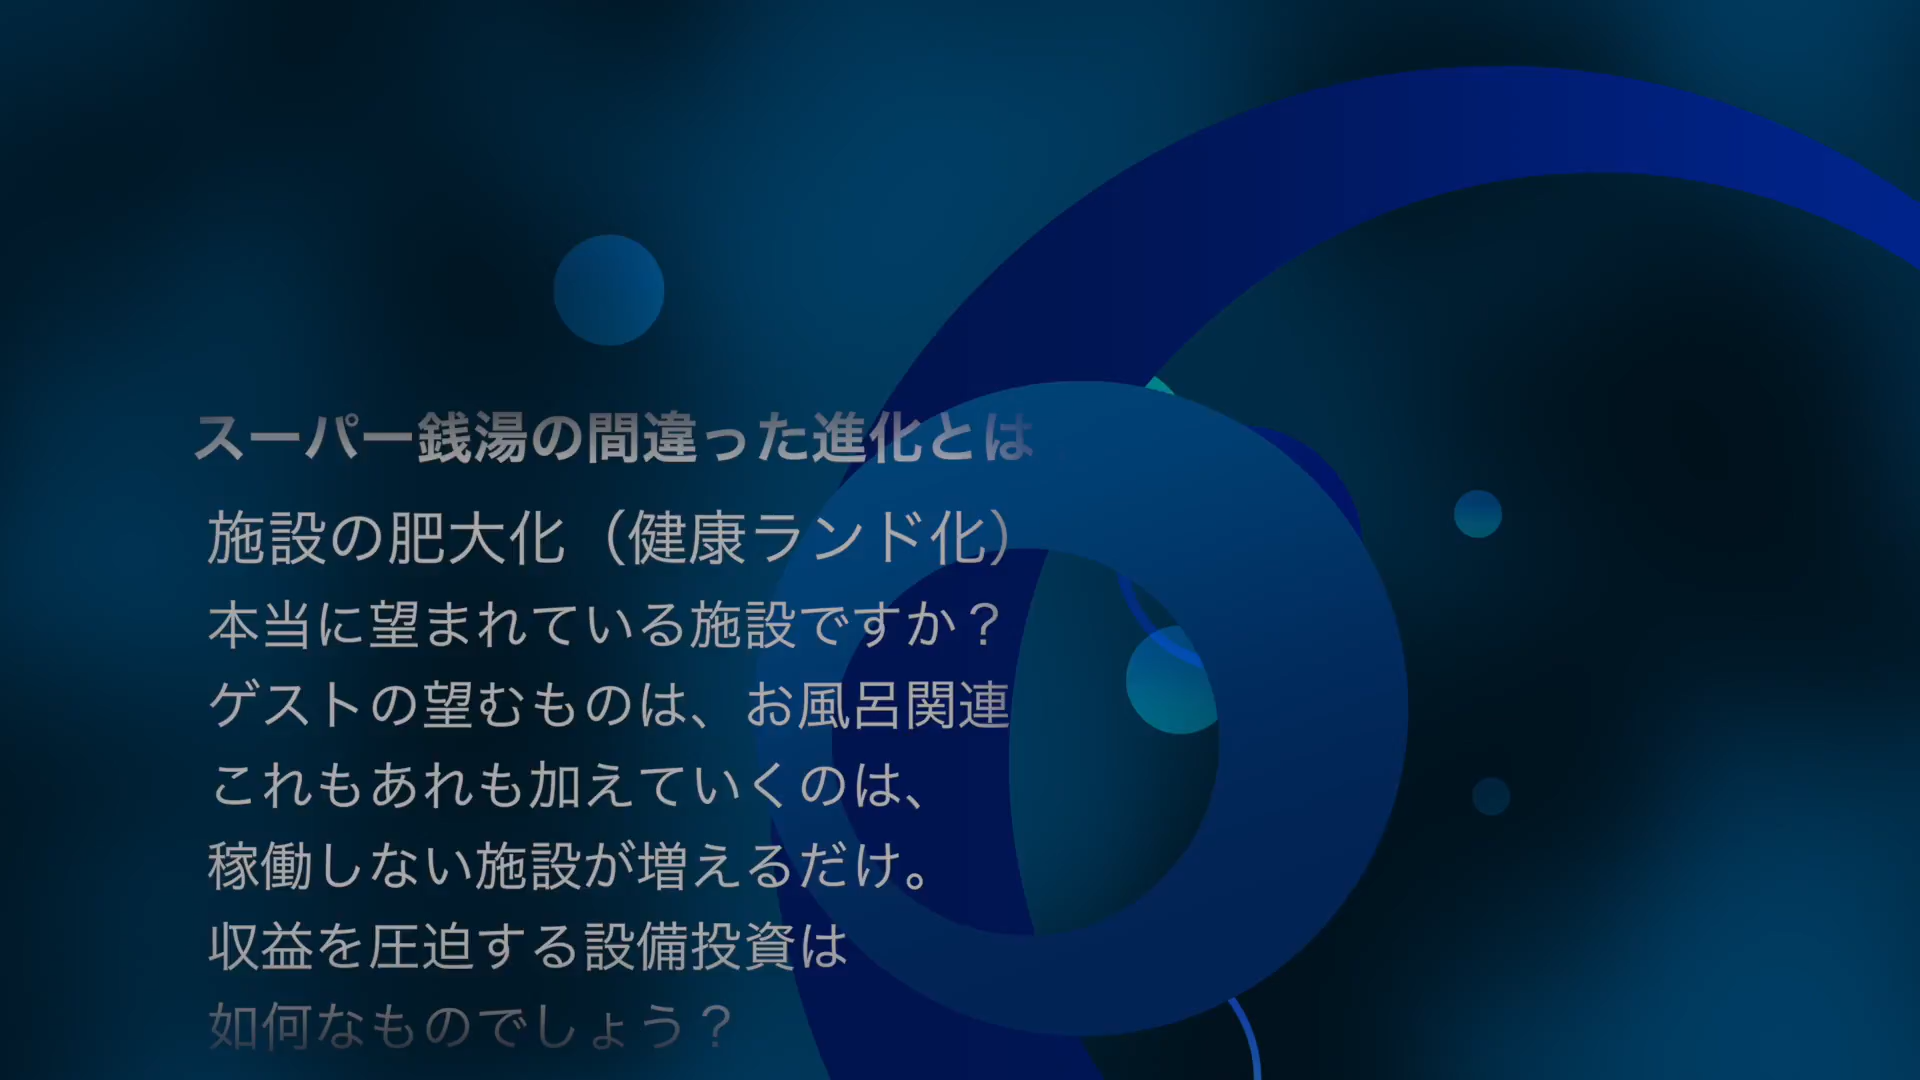 スーパー銭湯の間違った進化とは
施設の肥大化（健康ランド化）
本当に望まれている施設ですか？
ゲストの望むものは、お風呂関連
これもあれも加えていくのは、
稼働しない施設が増えるだけ。
収益を圧迫する設備投資は
如何なものでしょう？